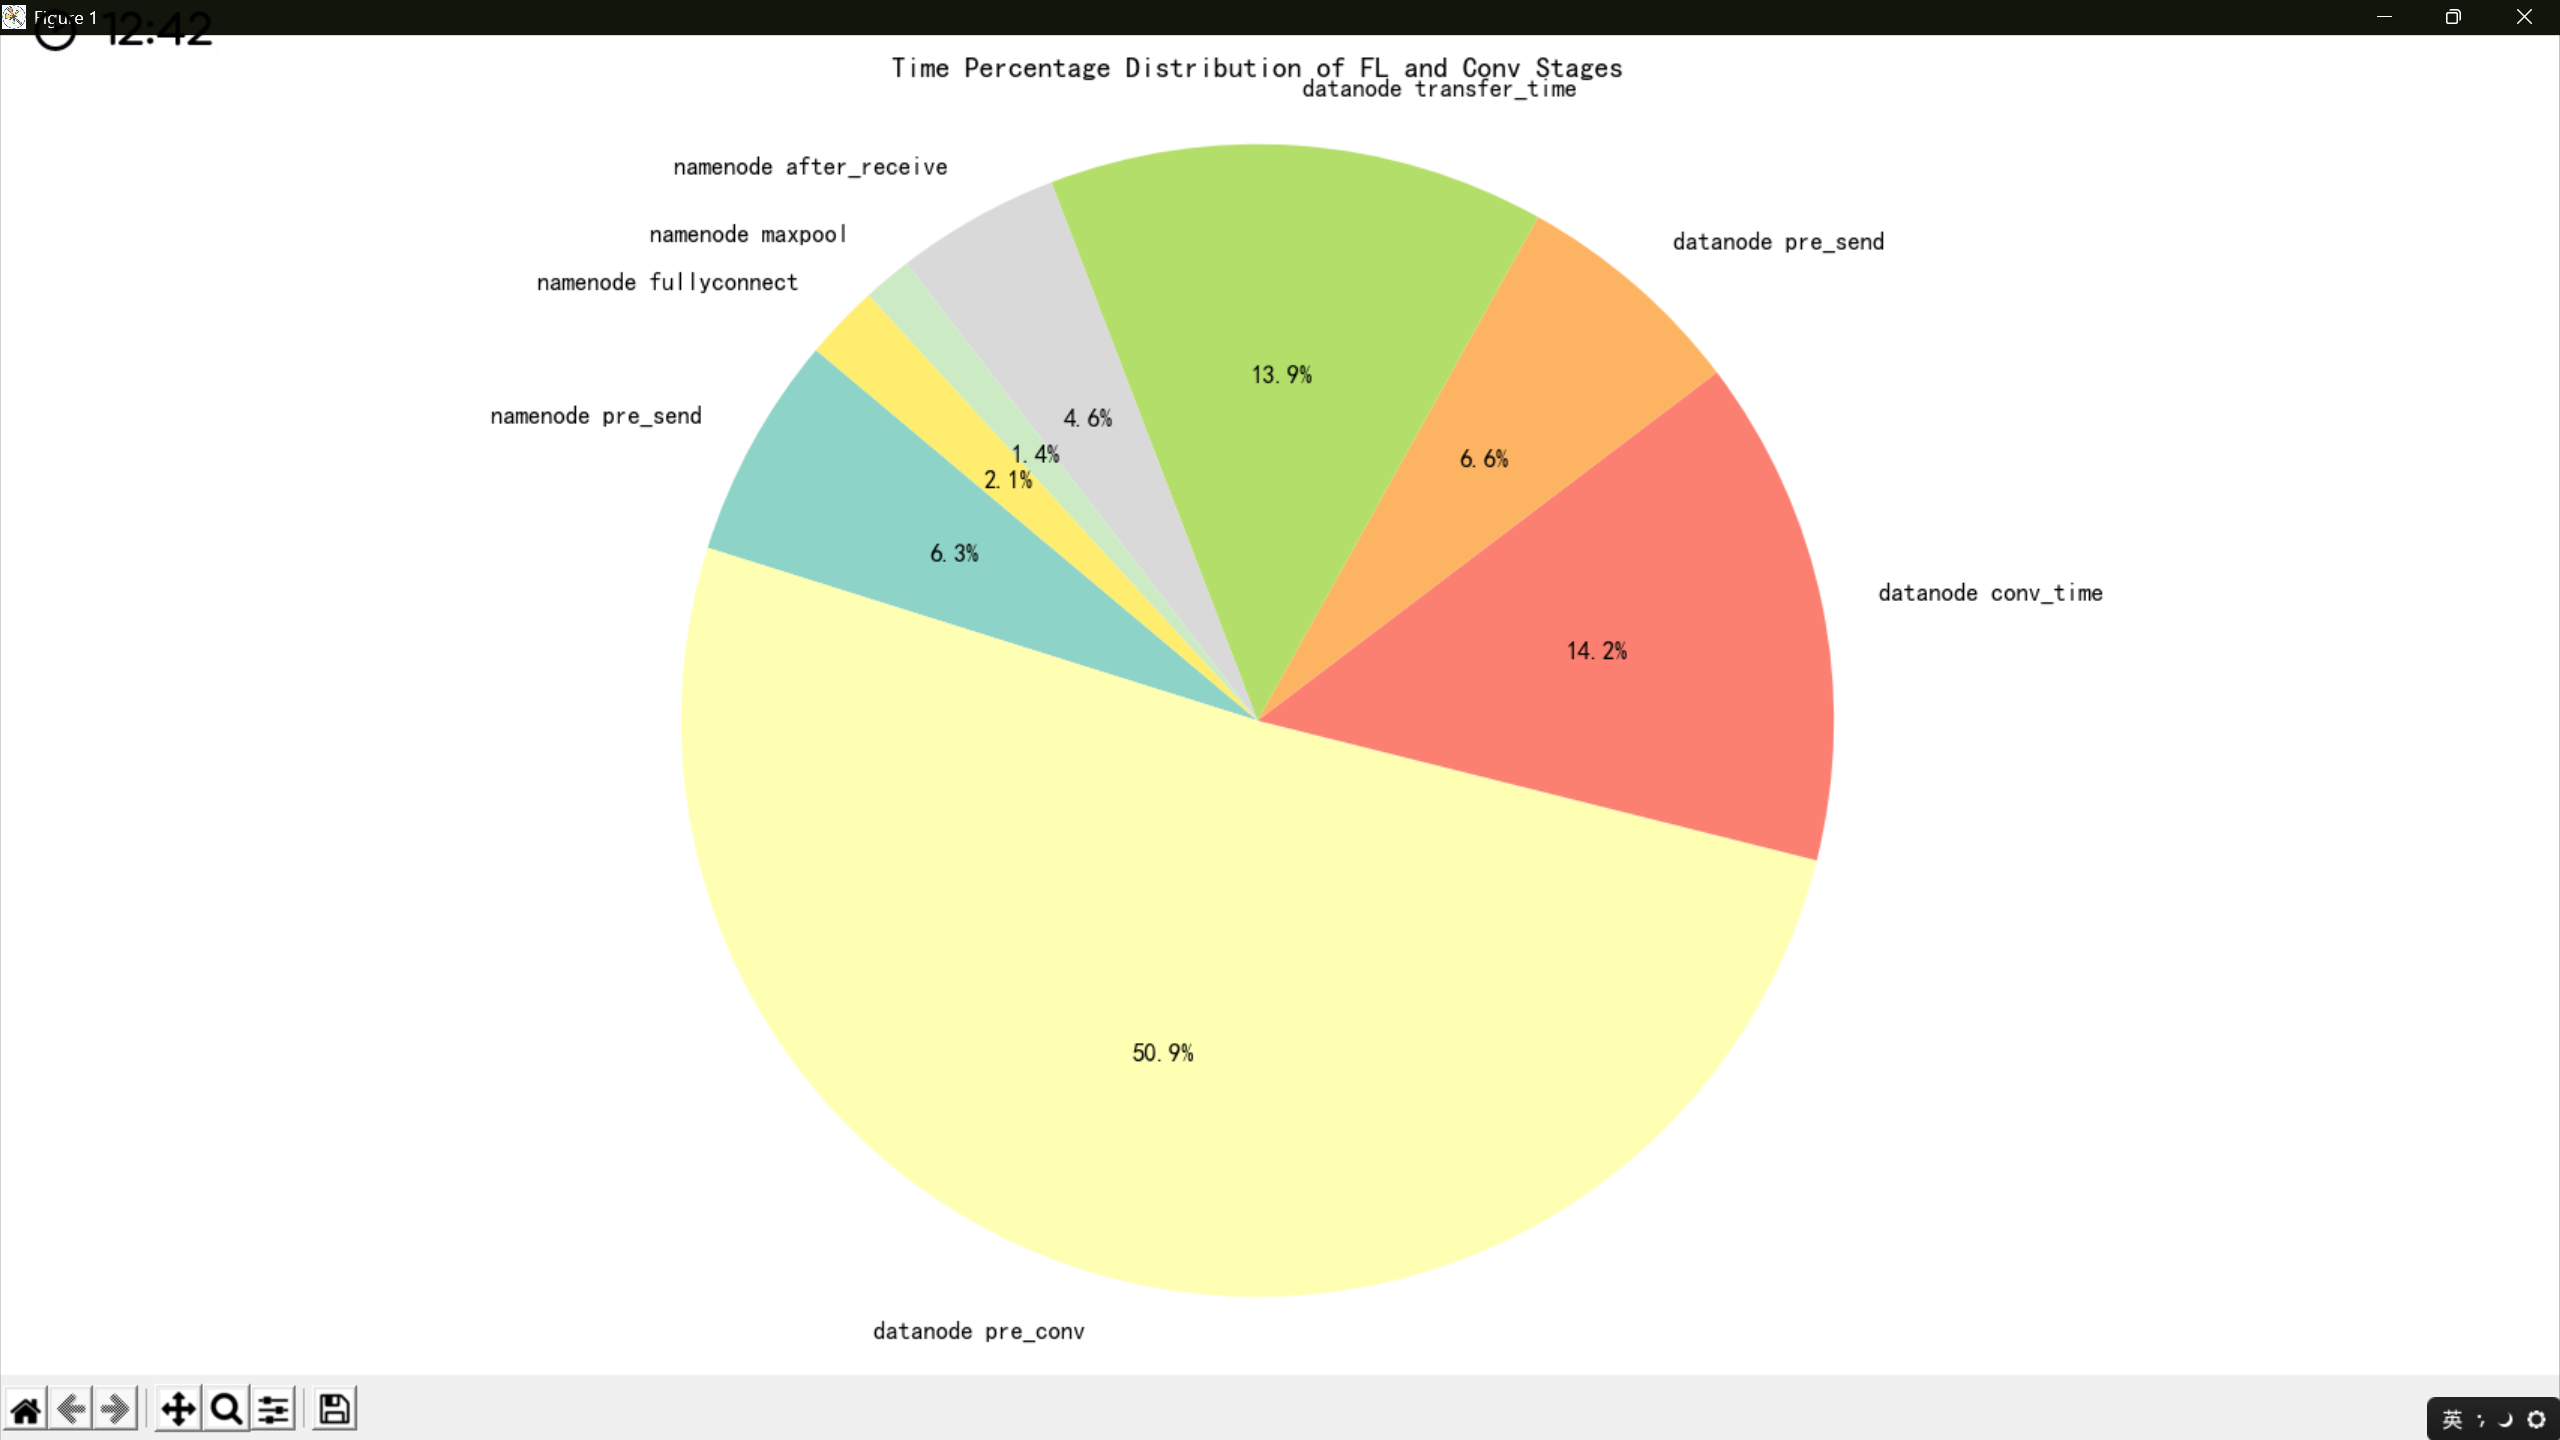 Figure 1
12:42
Time Percentage Distribution of FL and Conv Stages
datanode transfer_time
namenode after_receive
namenode maxpool
datanode pre_send
namenode fullyconnect
13.9%
namenode pre_send
4.6%
1.4%
6.6%
2.1%
6.3%
datanode conv_time
14.2%
50.9%
datanode pre_conv
英